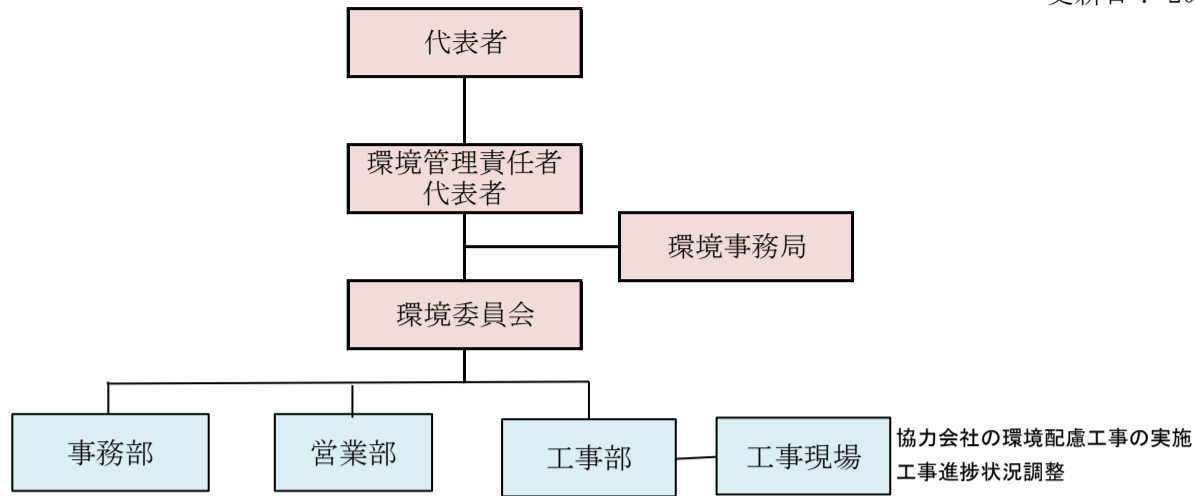 代表者
環境管理責任者
代表者
環境事務局
環境委員会
事務部
営業部
工事部
工事現場
協力会社の環境配慮工事の実施
工事進捗状況調整